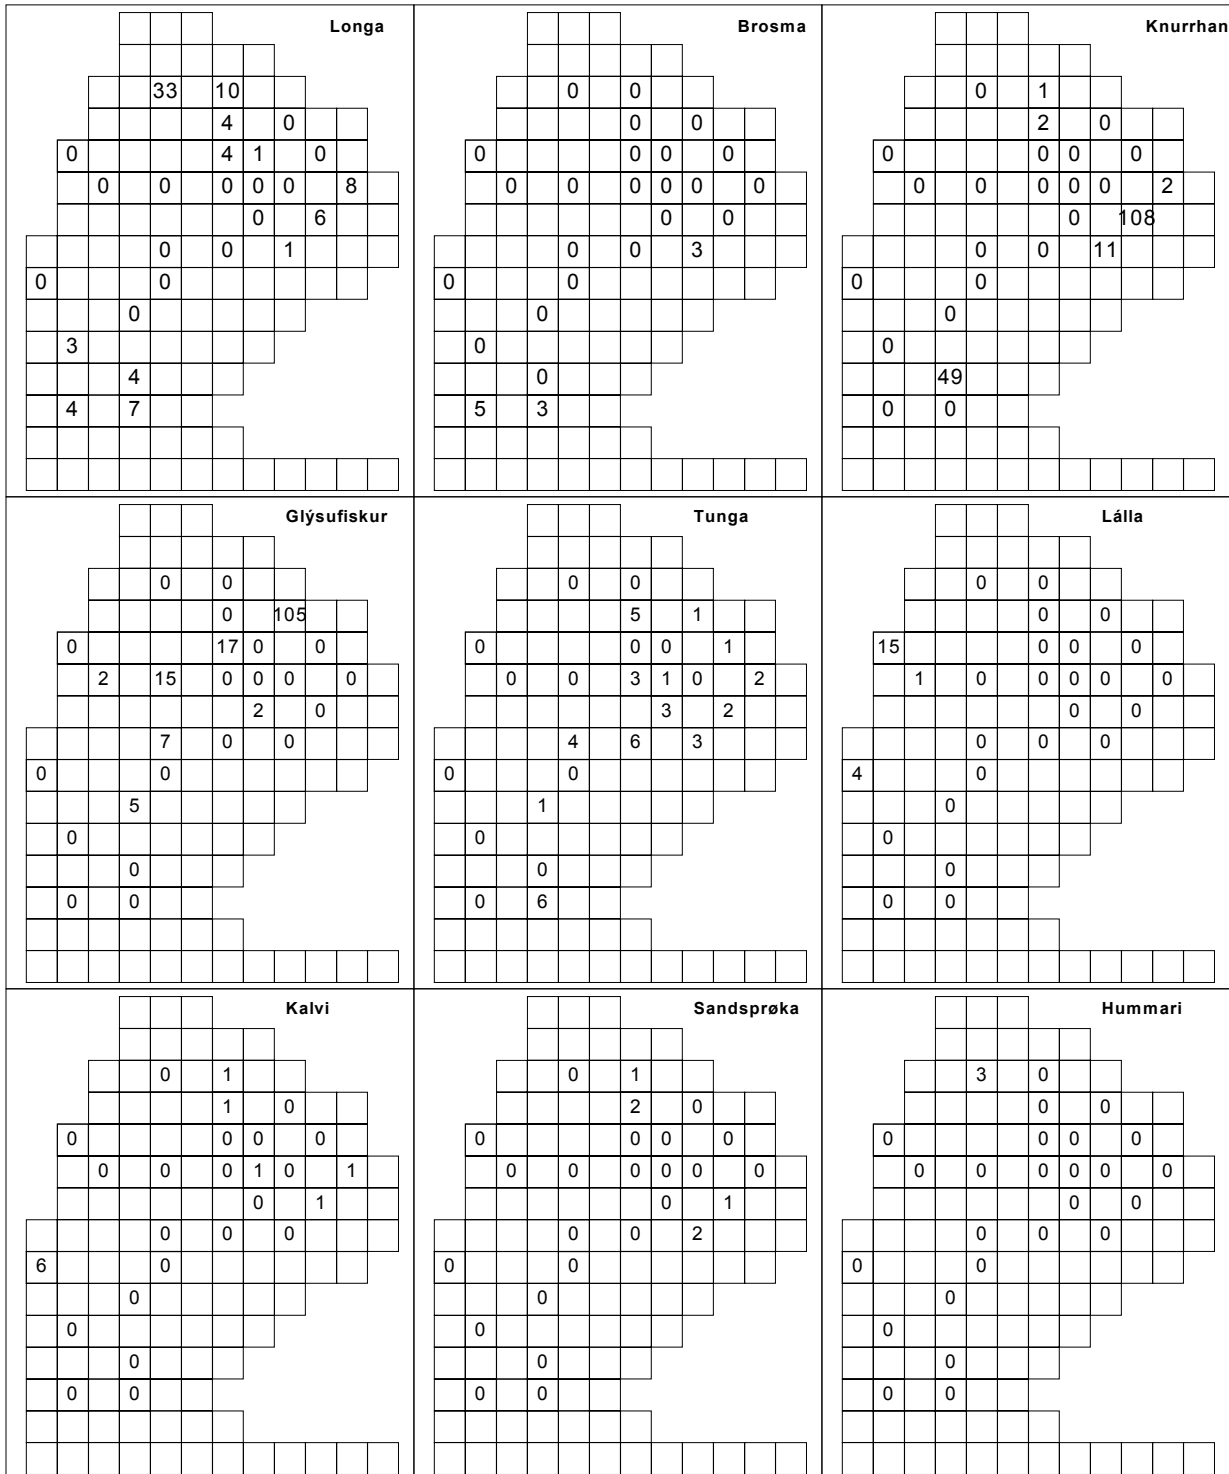 Longa
33 10
4 0
0 4 1 0
0 0 0 0 0 8
0 6
0 0 1
0 0
0
3
4
4 7
Brosma
0 0
0 0
0 0 0 0
0 0 0 0 0 0
0 0
0 0 3
0 0
0
0
0
5 3
Knurrhan
0 1
2 0
0 0 0 0
0 0 0 0 0 2
0 108
0 0 11
0 0
0
0
49
0 0
Glýsufiskur
0 0
0 105
0 17 0 0
2 15 0 0 0 0
2 0
7 0 0
0 0
5
0
0
0 0
Tunga
0 0
5 1
0 0 0 1
0 0 3 1 0 2
3 2
4 6 3
0 0
1
0
0
0 6
Lálla
0 0
0 0
15 0 0 0
1 0 0 0 0 0
0 0
0 0 0
4 0
0
0
0
0 0
Kalvi
0 1
1 0
0 0 0 0
0 0 0 1 0 1
0 1
0 0 0
6 0
0
0
0
0 0
Sandsprøka
0 1
2 0
0 0 0 0
0 0 0 0 0 0
0 1
0 0 2
0 0
0
0
0
0 0
Hummari
3 0
0 0
0 0 0 0
0 0 0 0 0 0
0 0
0 0 0
0 0
0
0
0
0 0